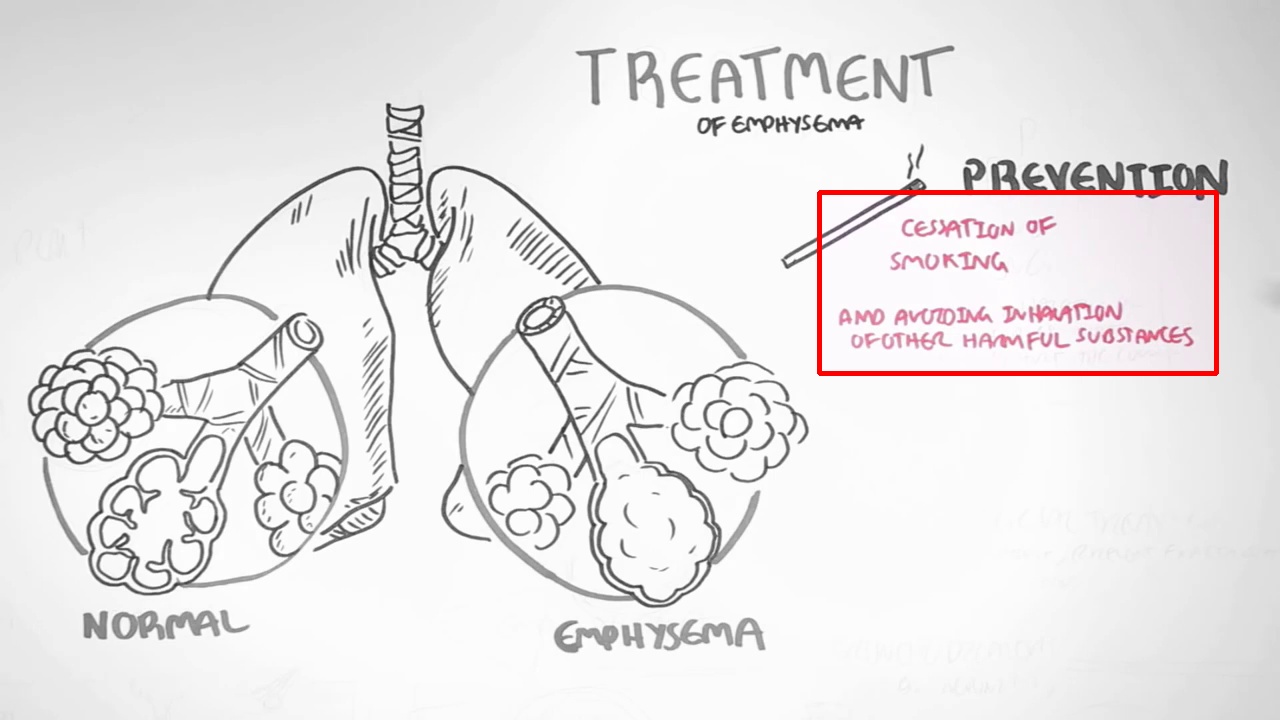 TREATMENT
OF EMPHYSEMA
PREVENTION
CESSATION OF
SMOKING
AND AVOIDING INHALATION
OF OTHER HARMFUL SUBSTANCES
NORMAL
EMPHYSEMA